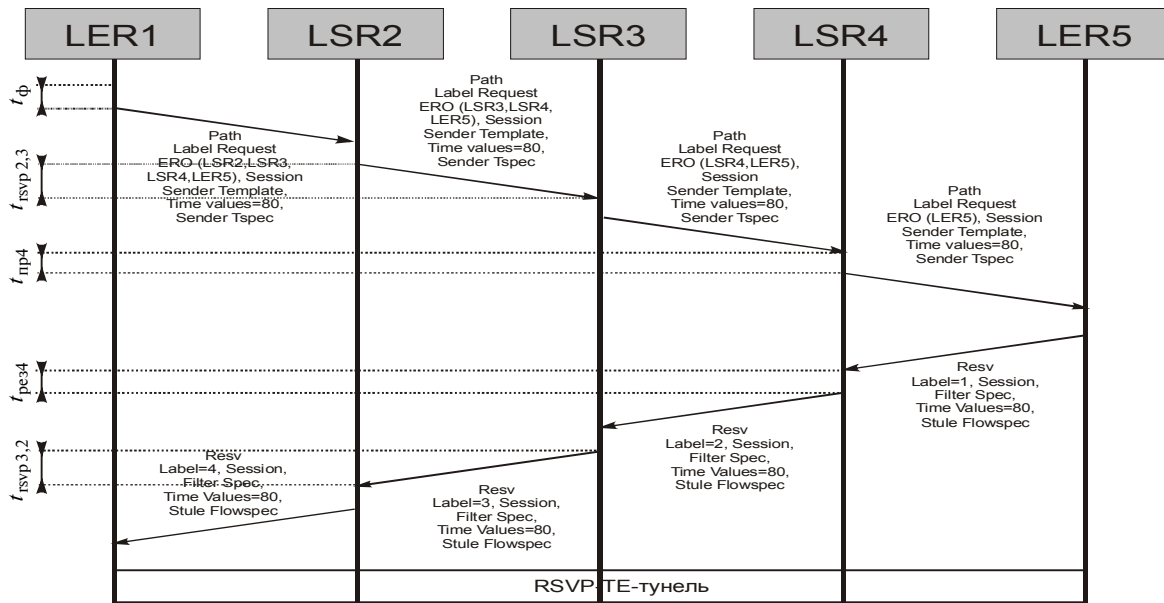 LER1
LSR2
LSR3
LSR4
LER5
tф
Path
Label Request
ERO (LSR2,LSR3,
LSR4,LER5), Session
Sender Template,
Time values=80,
Sender Tspec
Path
Label Request
ERO (LSR3,LSR4,
LER5), Session
Sender Template,
Time values=80,
Sender Tspec
Path
Label Request
ERO (LSR4,LER5),
Session
Sender Template,
Time values=80,
Sender Tspec
Path
Label Request
ERO (LER5), Session
Sender Template,
Time values=80,
Sender Tspec
trsvp 2,3
tпр4
tрез4
trsvp 3,2
Resv
Label=1, Session,
Filter Spec,
Time Values=80,
Stule Flowspec
Resv
Label=2, Session,
Filter Spec,
Time Values=80,
Stule Flowspec
Resv
Label=3, Session,
Filter Spec,
Time Values=80,
Stule Flowspec
Resv
Label=4, Session,
Filter Spec,
Time Values=80,
Stule Flowspec
RSVP-TE-тунель